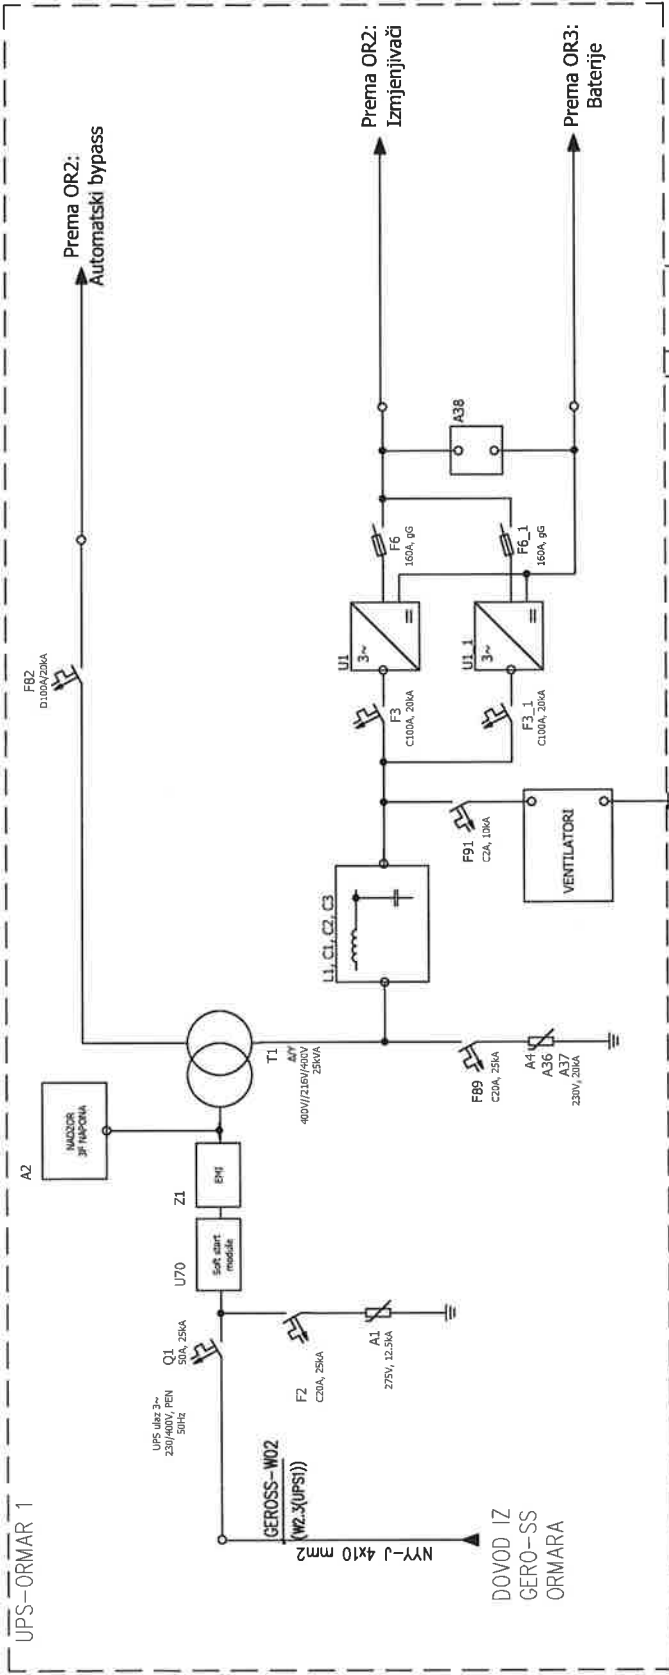 UPS-ORMAR 1
DOVOD IZ
GERO-SS
ORMARA
NYY-J 4x10 mm2
GEROSS-W02
(W2.3(UPS1))
UPS ulaz 3~
230/400V, PEN
50Hz
Q1
50A, 25kA
F2
C20A, 25kA
A1
275V, 12.5kA
U70
Soft start
module
Z1
EMI
A2
NADZOR
3F NAPONA
T1
Δ/Y
400V//216V/400V
25kVA
F89
C20A, 25kA
A4
A36
A37
230V, 20kA
L1, C1, C2, C3
F91
C2A, 10kA
VENTILATORI
F3
C100A, 20kA
F3_1
C100A, 20kA
U1
3~
=
U1_1
3~
=
F6
160A, gG
F6_1
160A, gG
A38
F82
D100A/20kA
Prema OR2:
Automatski bypass
Prema OR2:
Izmjenjivači
Prema OR3:
Baterije